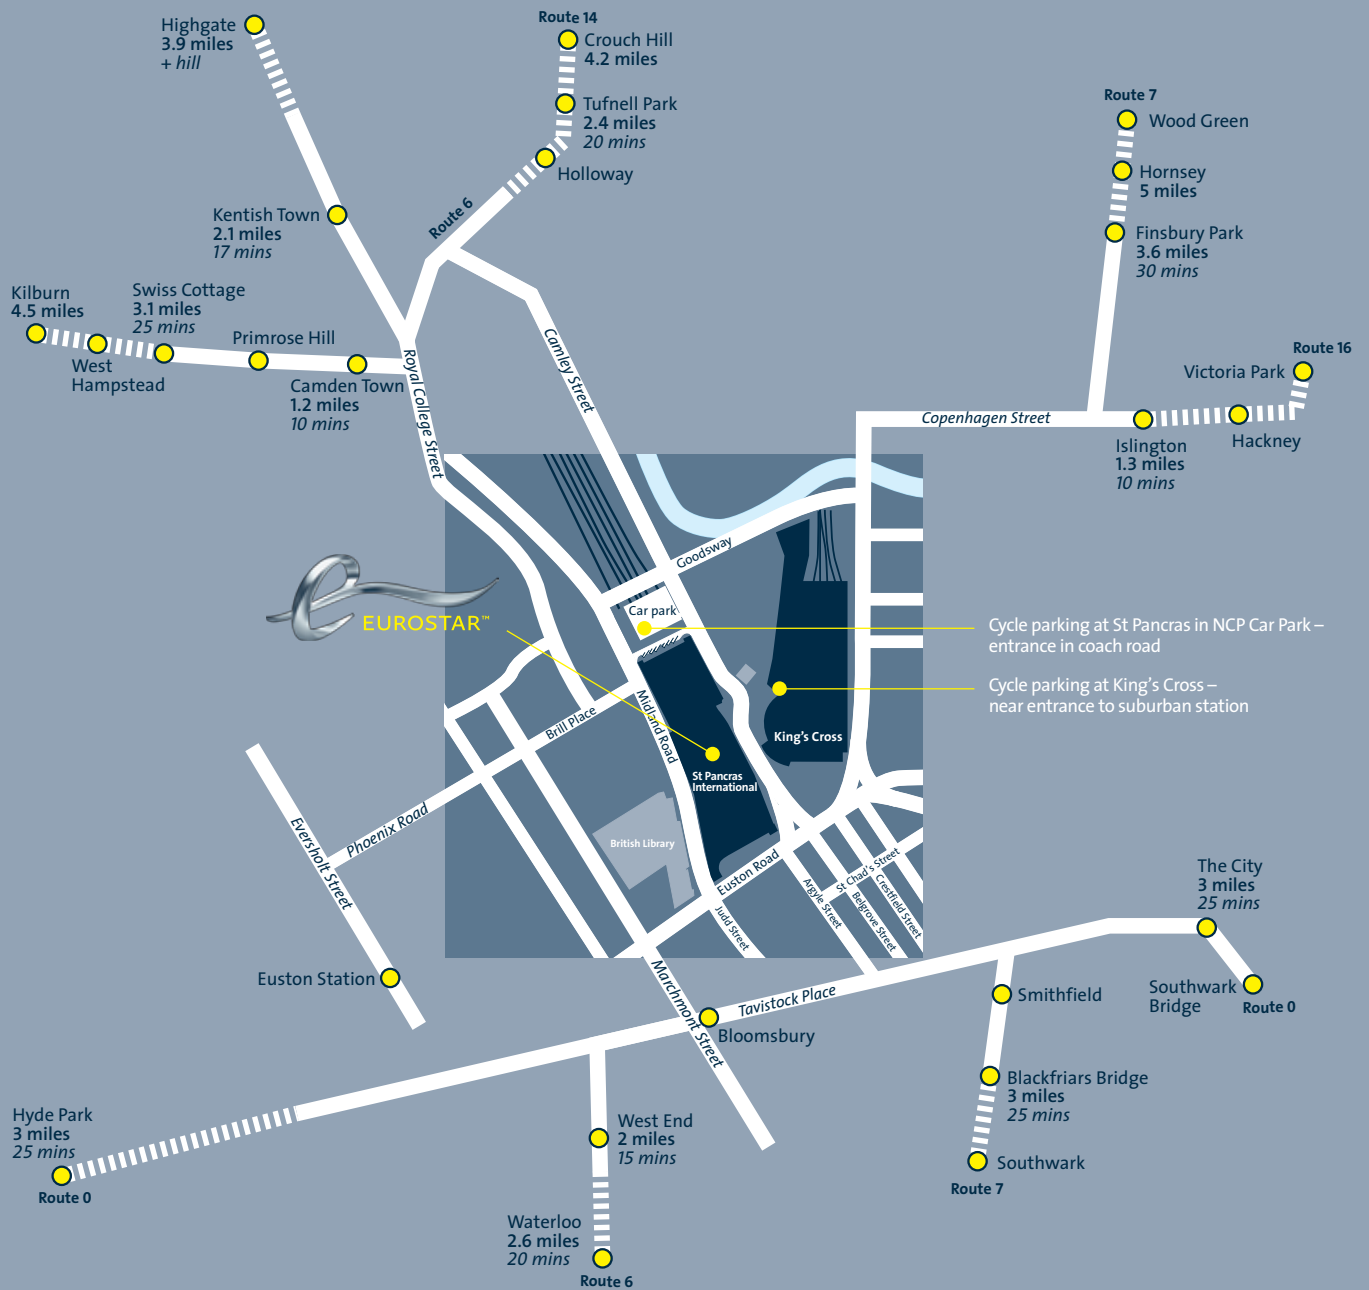 Highgate
3.9 miles
+ hill
Route 14
Crouch Hill
4.2 miles
Tufnell Park
2.4 miles
20 mins
Holloway
Route 7
Wood Green
Hornsey
5 miles
Finsbury Park
3.6 miles
30 mins
Kentish Town
2.1 miles
17 mins
Route 6
Kilburn
4.5 miles
Swiss Cottage
3.1 miles
25 mins
Primrose Hill
West
Hampstead
Camden Town
1.2 miles
10 mins
Royal College Street
Camley Street
Route 16
Victoria Park
Copenhagen Street
Islington
1.3 miles
10 mins
Hackney
Goodsway
EUROSTAR™
Car park
Cycle parking at St Pancras in NCP Car Park –
entrance in coach road
Cycle parking at King's Cross –
near entrance to suburban station
Midland Road
Brill Place
King's Cross
St Pancras
International
Phoenix Road
Eversholt Street
British Library
Euston Road
St Chad's Street
Argyle Street
Belgrove Street
Crestfield Street
Judd Street
The City
3 miles
25 mins
Euston Station
Marchmont Street
Tavistock Place
Bloomsbury
Smithfield
Southwark
Bridge
Route 0
Blackfriars Bridge
3 miles
25 mins
Hyde Park
3 miles
25 mins
Route 0
West End
2 miles
15 mins
Southwark
Route 7
Waterloo
2.6 miles
20 mins
Route 6